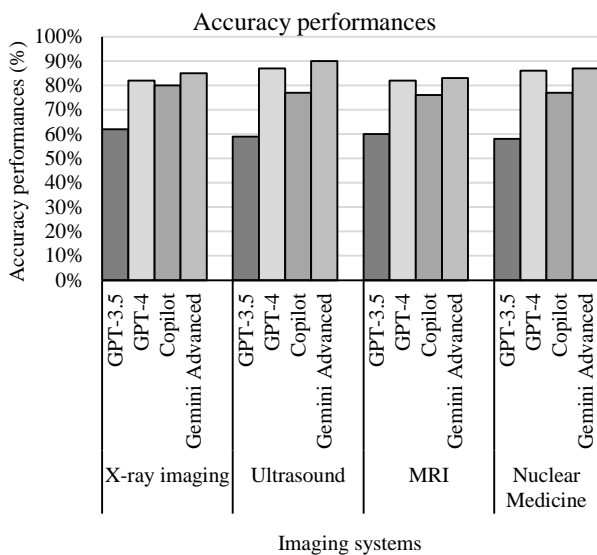 Accuracy performances
Accuracy performances (%)
100%
90%
80%
70%
60%
50%
40%
30%
20%
10%
0%
GPT-3.5
GPT-4
Copilot
Gemini Advanced
GPT-3.5
GPT-4
Copilot
Gemini Advanced
GPT-3.5
GPT-4
Copilot
Gemini Advanced
GPT-3.5
GPT-4
Copilot
Gemini Advanced
X-ray imaging
Ultrasound
MRI
Nuclear
Medicine
Imaging systems